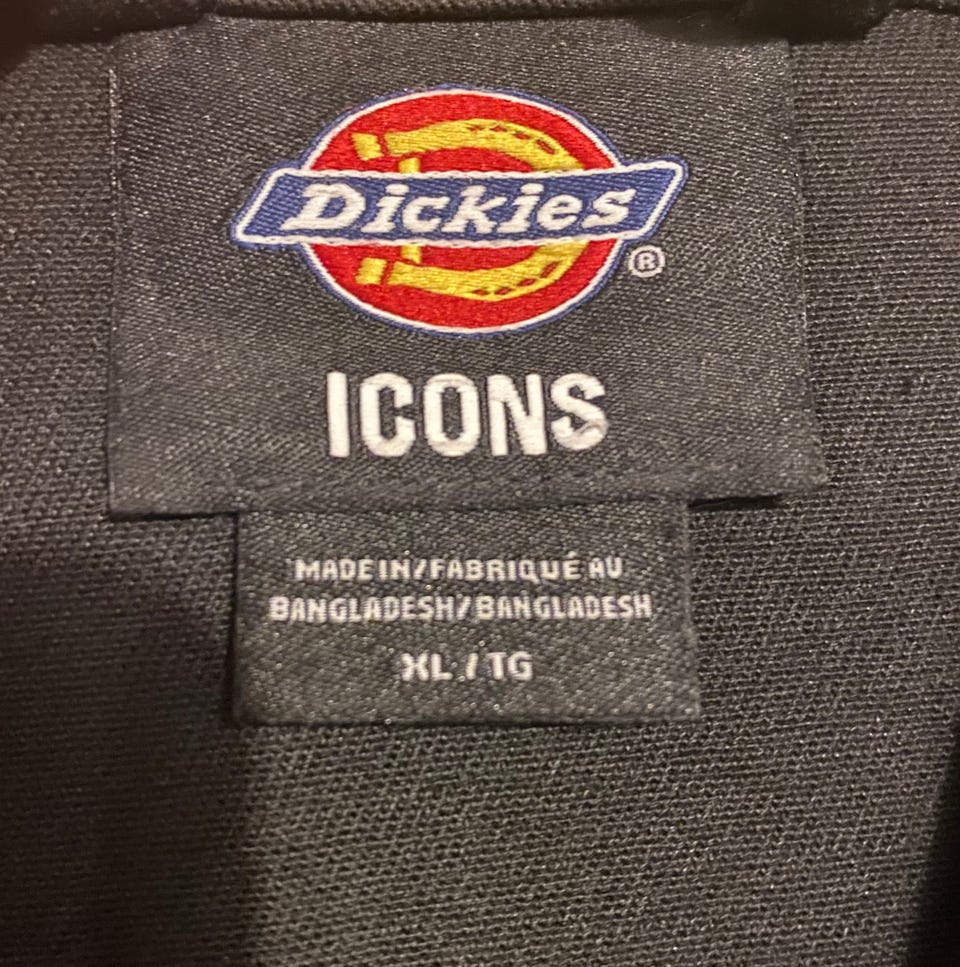 Dickies
®
ICONS
MADE IN/FABRIQUÉ AU
BANGLADESH/BANGLADESH
XL / TG